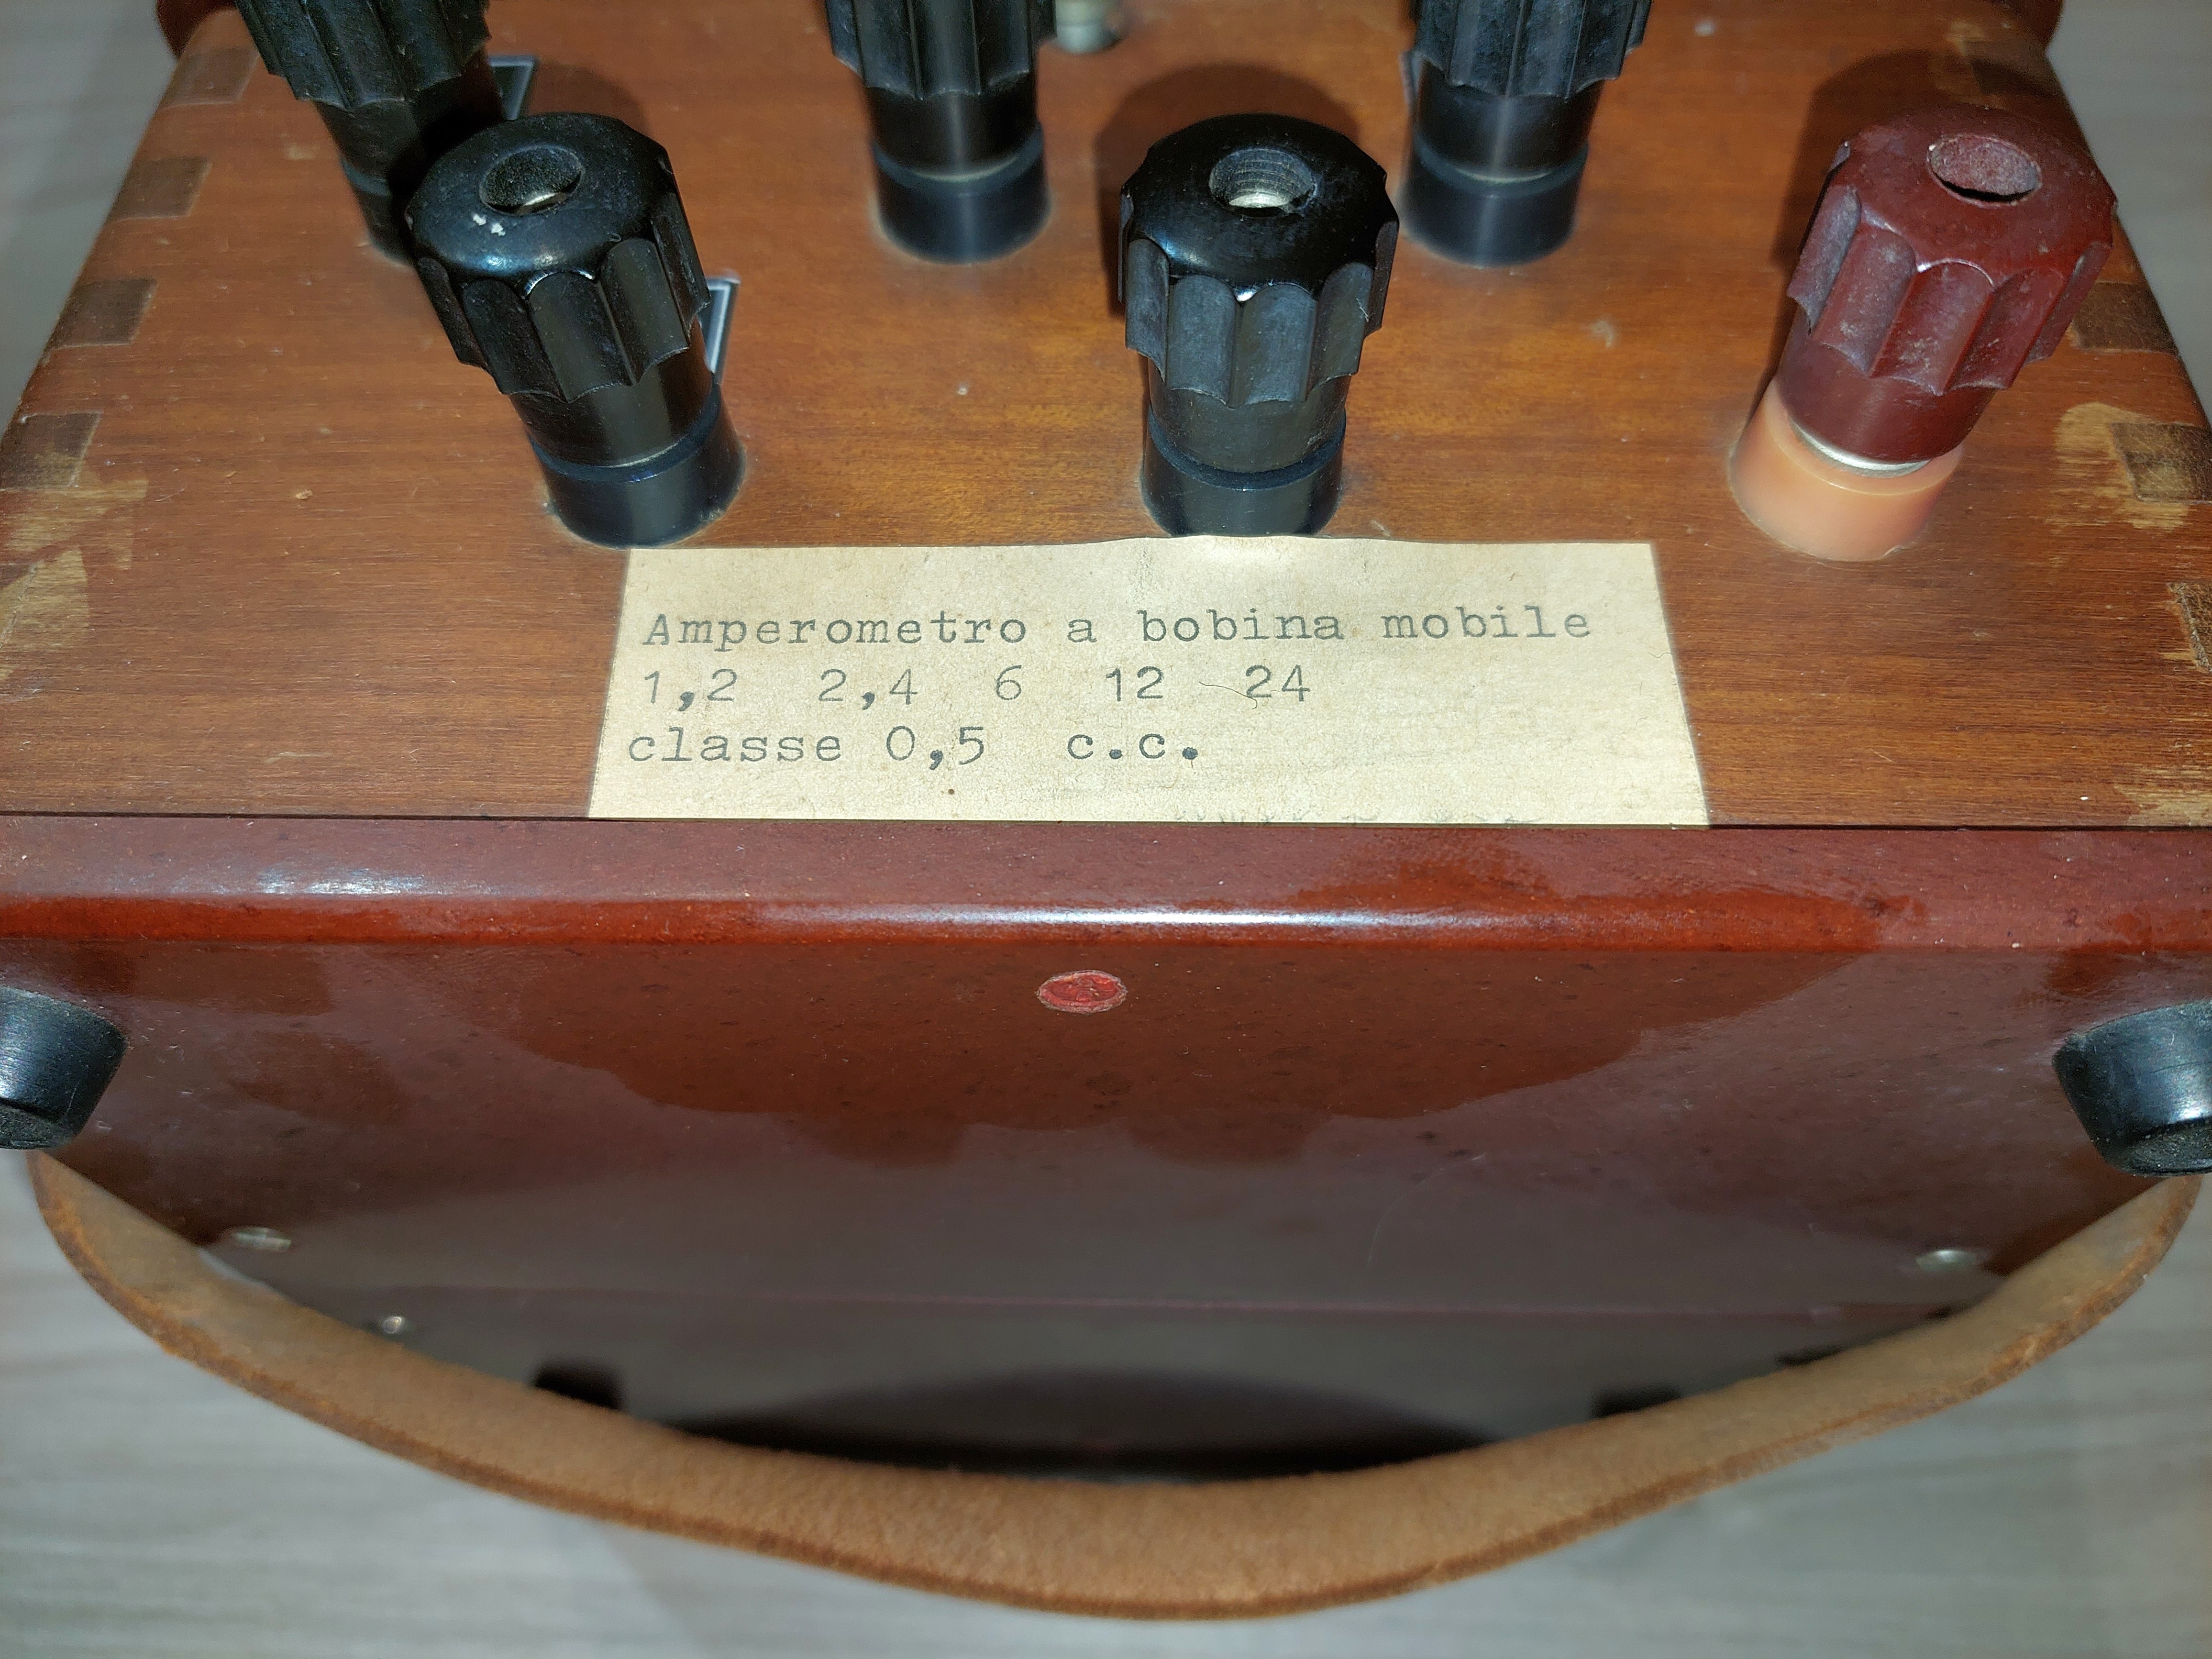 Amperometro a bobina mobile
1,2 2,4 6 12 24
classe 0,5 c.c.